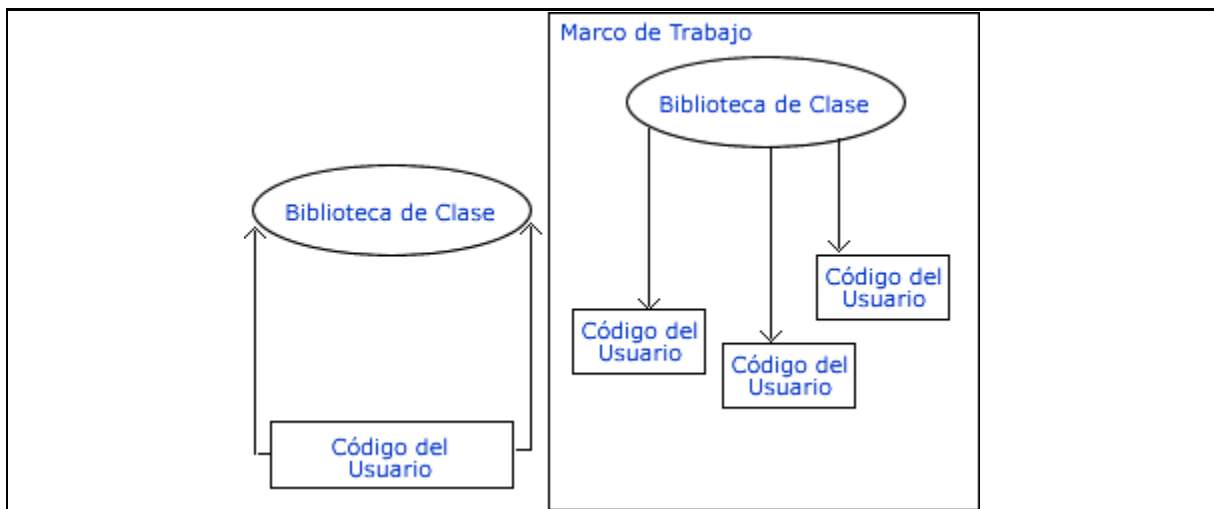 Biblioteca de Clase
Código del
Usuario
Marco de Trabajo
Biblioteca de Clase
Código del
Usuario
Código del
Usuario
Código del
Usuario